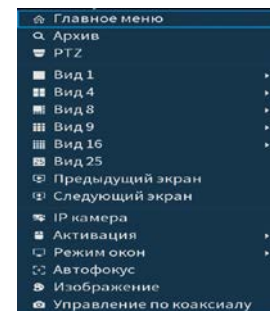 Главное меню
Архив
PTZ
Вид 1
Вид 4
Вид 8
Вид 9
Вид 16
Вид 25
Предыдущий экран
Следующий экран
IP камера
Активация
Режим окон
Автофокус
Изображение
Управление по коаксиалу